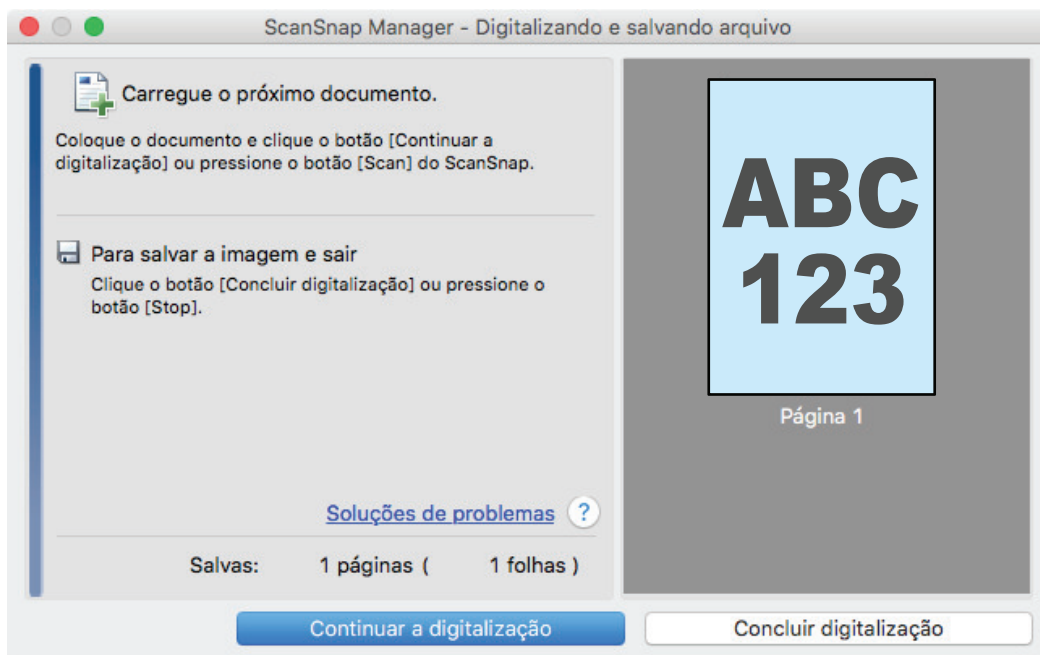 ScanSnap Manager - Digitalizando e salvando arquivo
Carregue o próximo documento.
Coloque o documento e clique o botão [Continuar a
digitalização] ou pressione o botão [Scan] do ScanSnap.
Para salvar a imagem e sair
Clique o botão [Concluir digitalização] ou pressione o
botão [Stop].
Soluções de problemas ?
Salvas: 1 páginas ( 1 folhas )
ABC
123
Página 1
Continuar a digitalização
Concluir digitalização